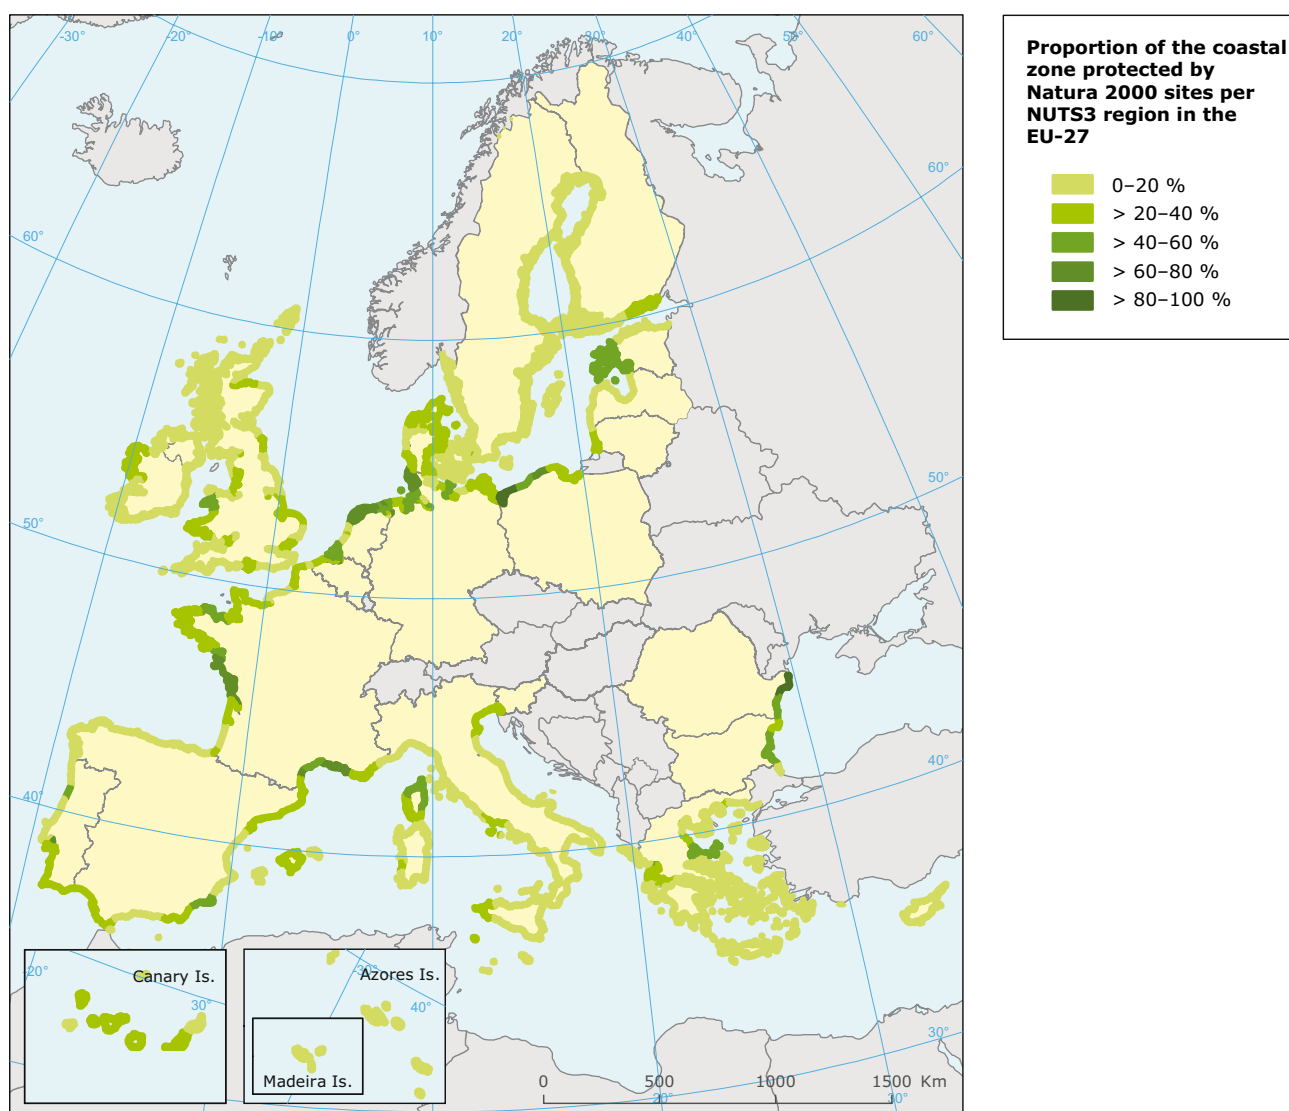 -30°
-20°
-10°
0°
10°
20°
30°
40°
50°
60°
60°
60°
50°
50°
40°
40°
30°
Canary Is.
-20°
30°
Azores Is.
-30°
40°
Madeira Is.
0 500 1000 1500 Km
20°
30°
Proportion of the coastal
zone protected by
Natura 2000 sites per
NUTS3 region in the
EU-27
0–20 %
> 20–40 %
> 40–60 %
> 60–80 %
> 80–100 %